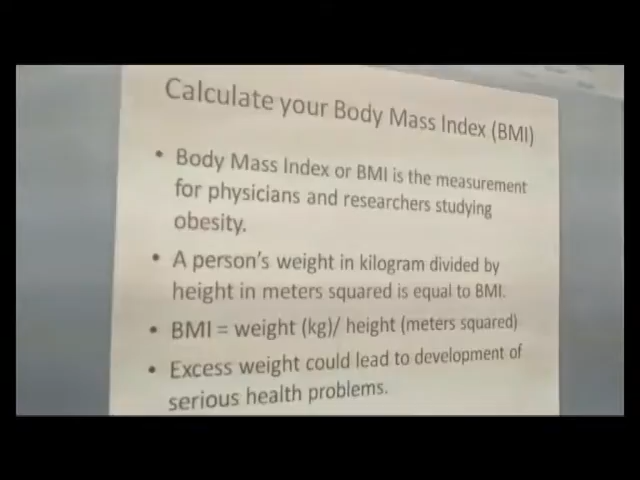 Calculate your Body Mass Index (BMI)
• Body Mass Index or BMI is the measurement
for physicians and researchers studying
obesity.
• A person's weight in kilogram divided by
height in meters squared is equal to BMI.
• BMI = weight (kg)/ height (meters squared)
• Excess weight could lead to development of
serious health problems.